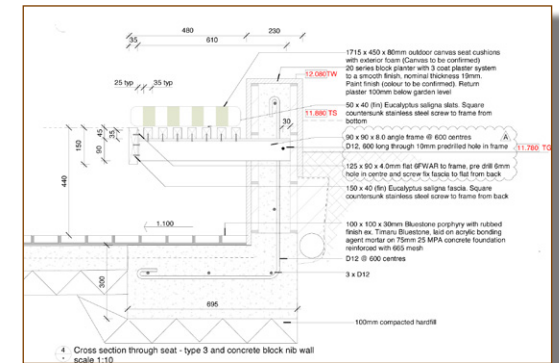 480
230
35
610
25 typ
35 typ
1715 x 450 x 80mm outdoor canvas seat cushions
with exterior foam (Canvas to be confirmed)
20 series block planter with 3 coat plaster system
to a smooth finish, nominal thickness 19mm.
Paint finish (colour to be confirmed). Return
plaster 100mm below garden level
12.080TW
11.880 TS
50 x 40 (fin) Eucalyptus saligna slats. Square
countersunk stainless steel screw to frame from
bottom
30
45
35
150
90
90 x 90 x 8.0 angle frame @ 600 centres
A
D12, 600 long through 10mm predrilled hole in frame
11.780 TG
125 x 90 x 4.0mm flat 6FWAR to frame, pre drill 6mm
hole in centre and screw fix fascia to flat from back
440
150 x 40 (fin) Eucalyptus saligna fascia. Square
countersunk stainless steel screw to frame from back
1:100
100 x 100 x 30mm Bluestone porphyry with rubbed
finish ex. Timaru Bluestone, laid on acrylic bonding
agent mortar on 75mm 25 MPA concrete foundation
reinforced with 665 mesh
D12 @ 600 centres
3 x D12
300
695
100mm compacted hardfill
4
Cross section through seat - type 3 and concrete block nib wall
scale 1:10